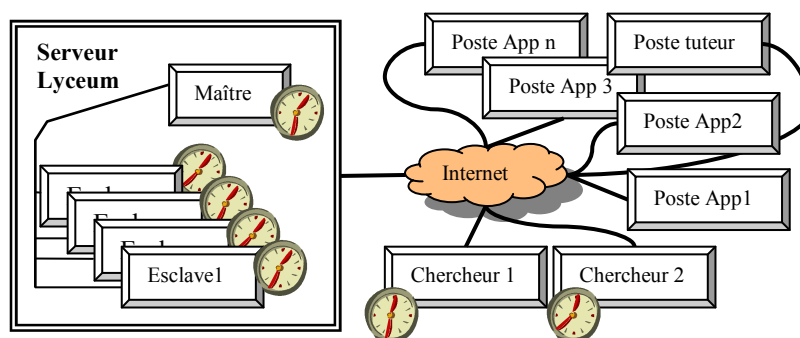 Serveur
Lyceum
Maître
Esclave1
Poste App n
Poste tuteur
Poste App 3
Poste App2
Internet
Poste App1
Chercheur 1
Chercheur 2